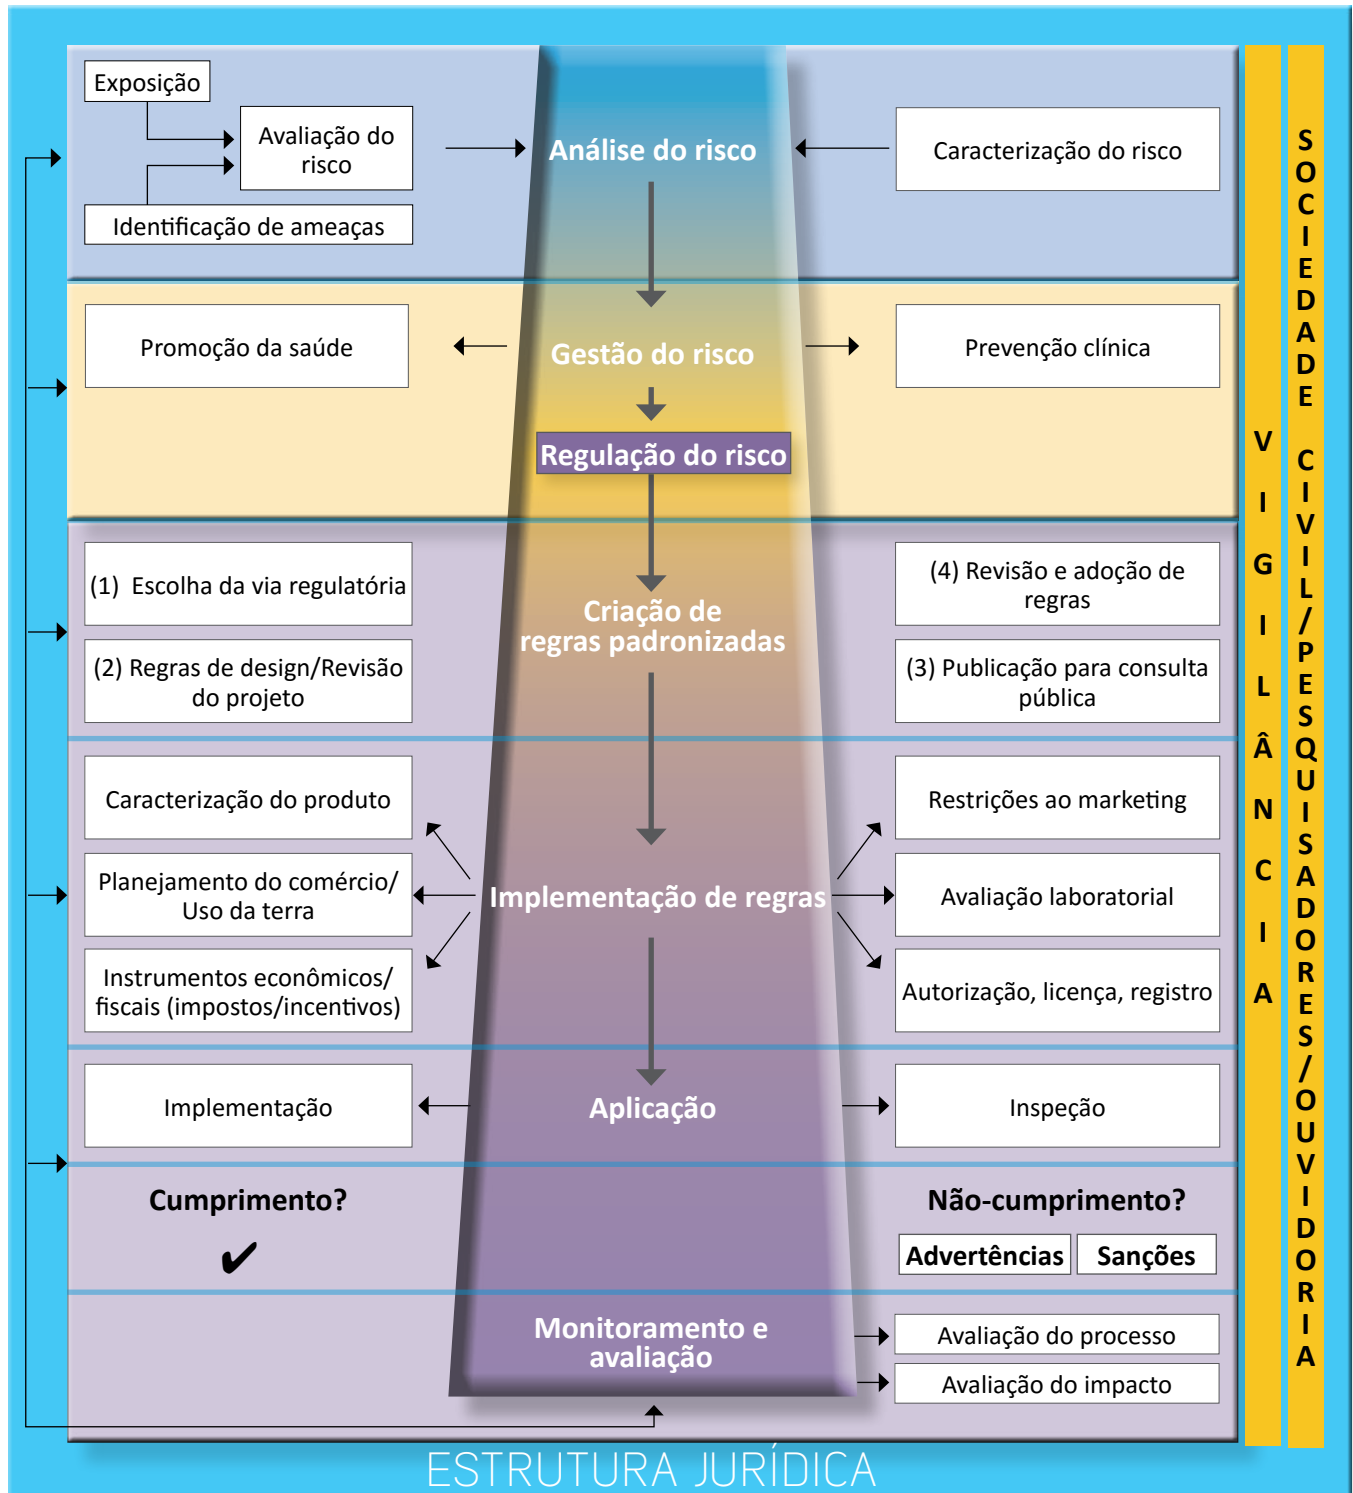 Exposição
Avaliação do
risco
Identificação de ameaças
Análise do risco
Caracterização do risco
Promoção da saúde
Gestão do risco
Prevenção clínica
Regulação do risco
(1) Escolha da via regulatória
(2) Regras de design/Revisão
do projeto
Criação de
regras padronizadas
(4) Revisão e adoção de
regras
(3) Publicação para consulta
pública
Caracterização do produto
Planejamento do comércio/
Uso da terra
Instrumentos econômicos/
fiscais (impostos/incentivos)
Implementação de regras
Restrições ao marketing
Avaliação laboratorial
Autorização, licença, registro
Implementação
Aplicação
Inspeção
Cumprimento?
Não-cumprimento?
Advertências
Sanções
Monitoramento e
avaliação
Avaliação do processo
Avaliação do impacto
VIGILÂNCIA
SOCIEDADE CIVIL/PESQUISADORES/OUVIDORIA
ESTRUTURA JURÍDICA